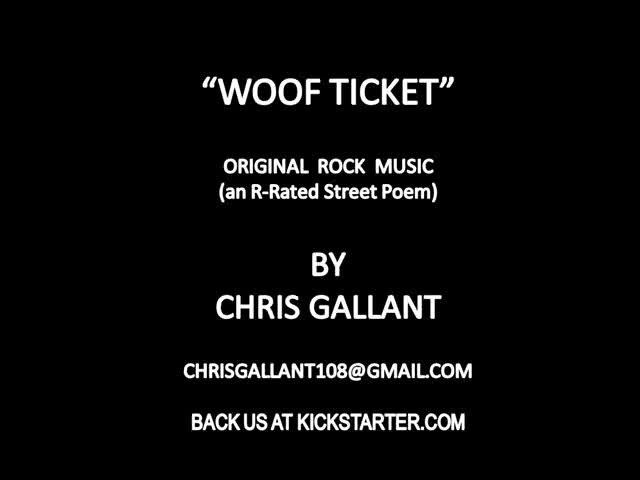 “WOOF TICKET”
ORIGINAL ROCK MUSIC
(an R-Rated Street Poem)
BY
CHRIS GALLANT
CHRISGALLANT108@GMAIL.COM
BACK US AT KICKSTARTER.COM